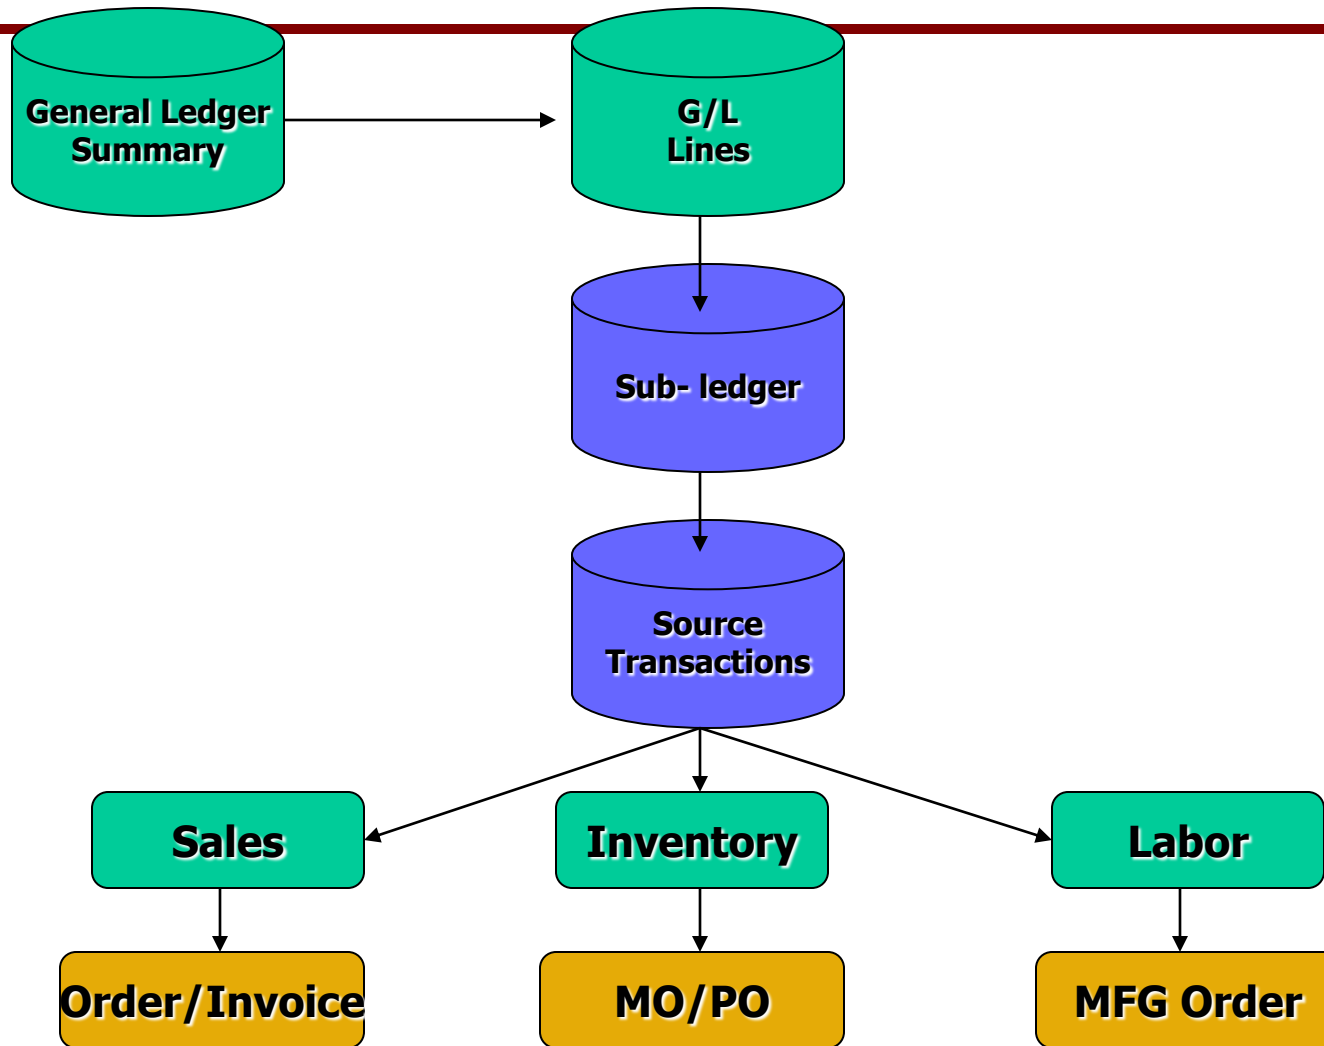 General Ledger
Summary
G/L
Lines
Sub- ledger
Source
Transactions
Sales
Inventory
Labor
Order/Invoice
MO/PO
MFG Order